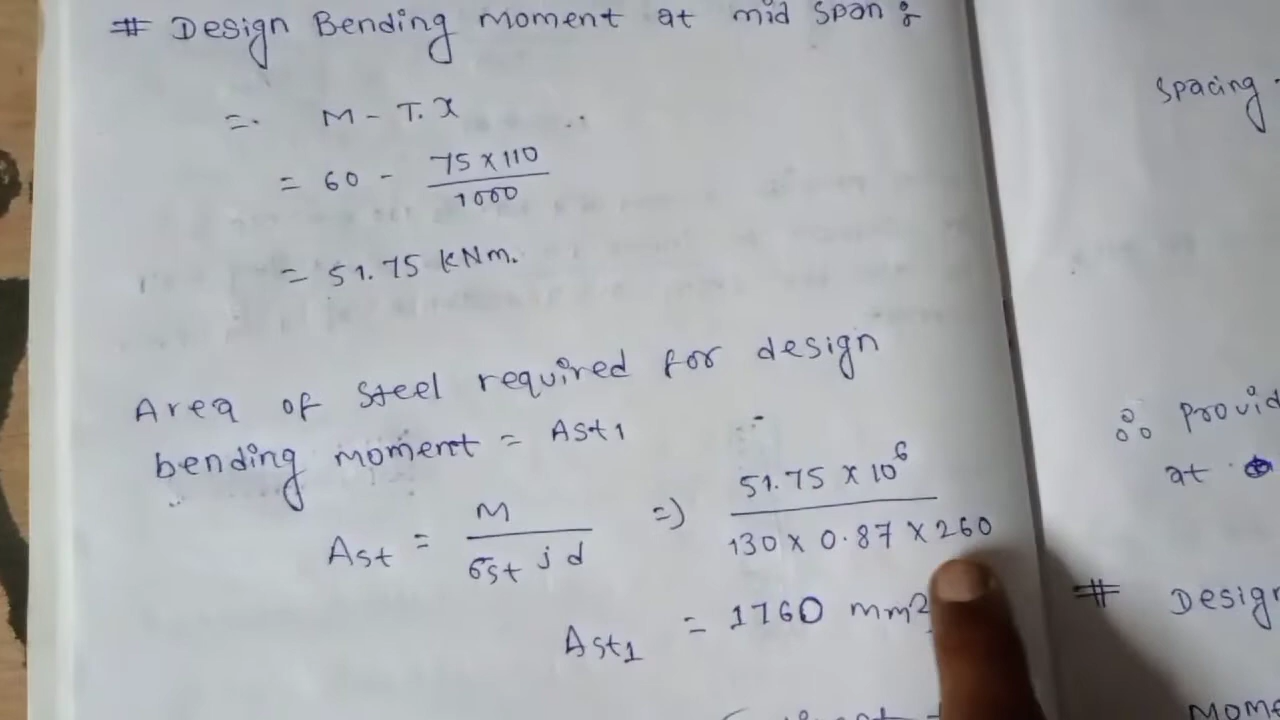 # Design Bending moment at mid span :
= M - T.x
= 60 - 75 x 110 / 1000
= 51.75 kNm.
Area of steel required for design
bending moment = Ast1
Ast = M / σst j d => 51.75 x 10^6 / 130 x 0.87 x 260
Ast1 = 1760 mm2
spacing
∴ provid
at
# Design
Mome